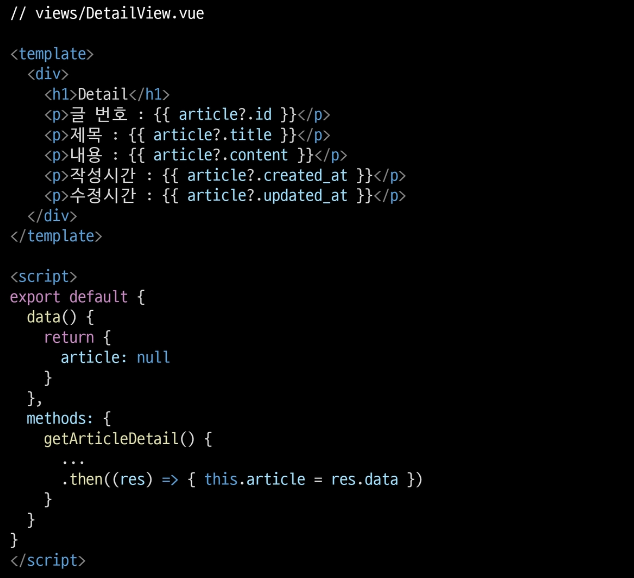 // views/DetailView.vue

<template>
  <div>
    <h1>Detail</h1>
    <p>글 번호 : {{ article?.id }}</p>
    <p>제목 : {{ article?.title }}</p>
    <p>내용 : {{ article?.content }}</p>
    <p>작성시간 : {{ article?.created_at }}</p>
    <p>수정시간 : {{ article?.updated_at }}</p>
  </div>
</template>

<script>
export default {
  data() {
    return {
      article: null
    }
  },
  methods: {
    getArticleDetail() {
      ...
      .then((res) => { this.article = res.data })
    }
  }
}
</script>